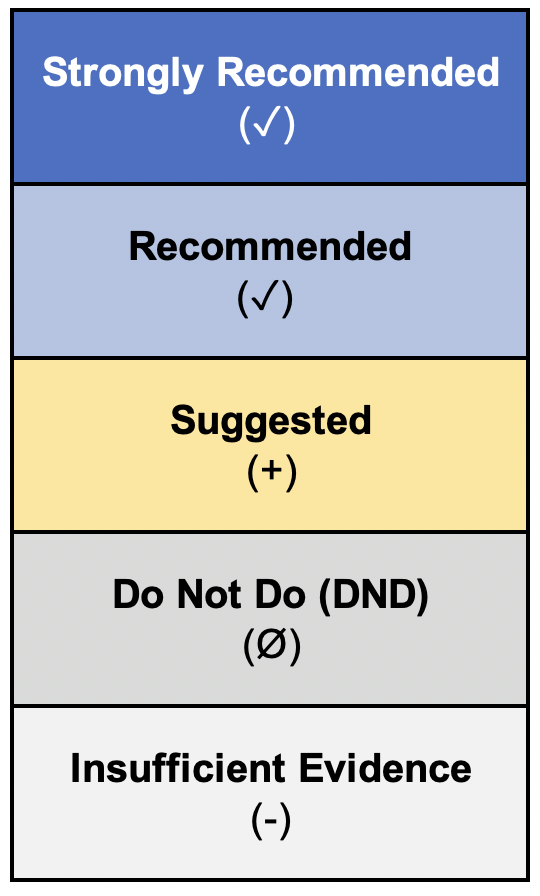 Strongly Recommended
(✓)
Recommended
(✓)
Suggested
(+)
Do Not Do (DND)
(Ø)
Insufficient Evidence
(-)